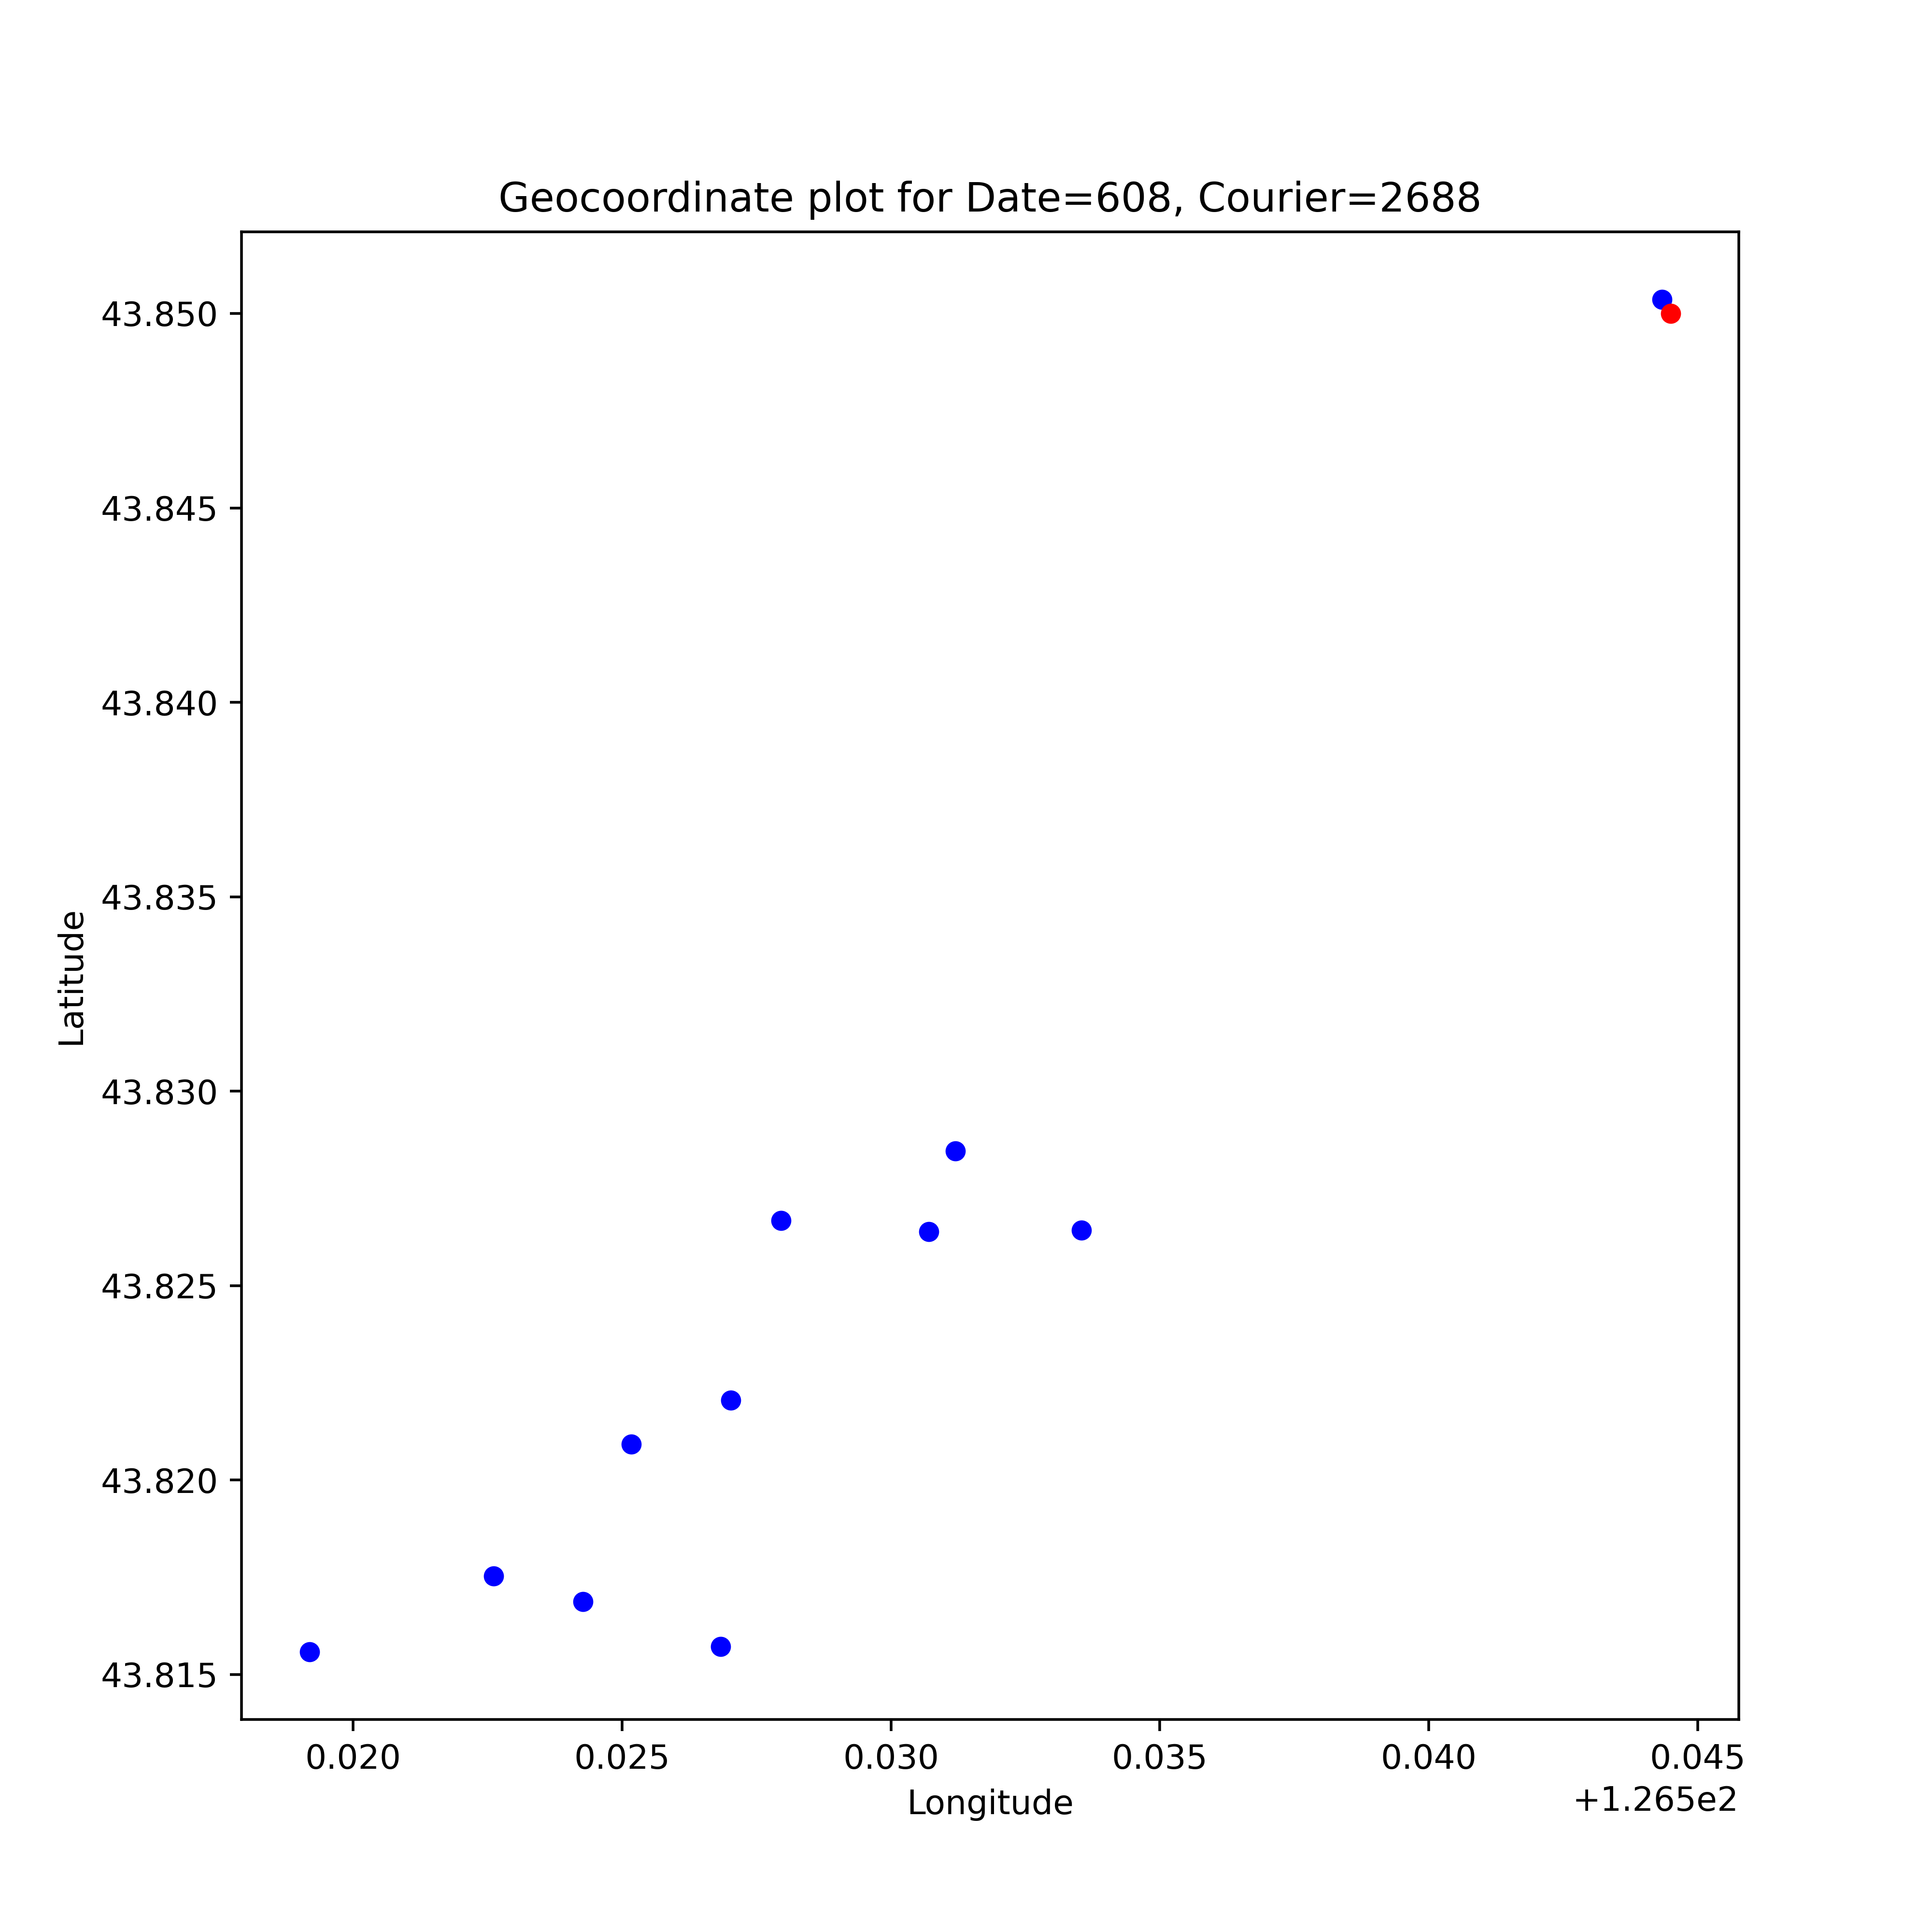 Geocoordinate plot for Date=608, Courier=2688
43.850
43.845
43.840
43.835
43.830
43.825
43.820
43.815
Latitude
0.020 0.025 0.030 0.035 0.040 0.045
+1.265e2
Longitude